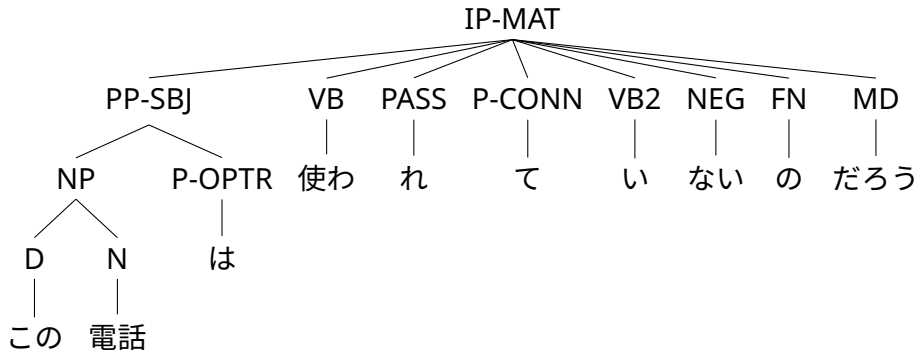 IP-MAT
PP-SBJ VB PASS P-CONN VB2 NEG FN MD
NP P-OPTR 使わ れ て い ない の だろう
D N は
この 電話